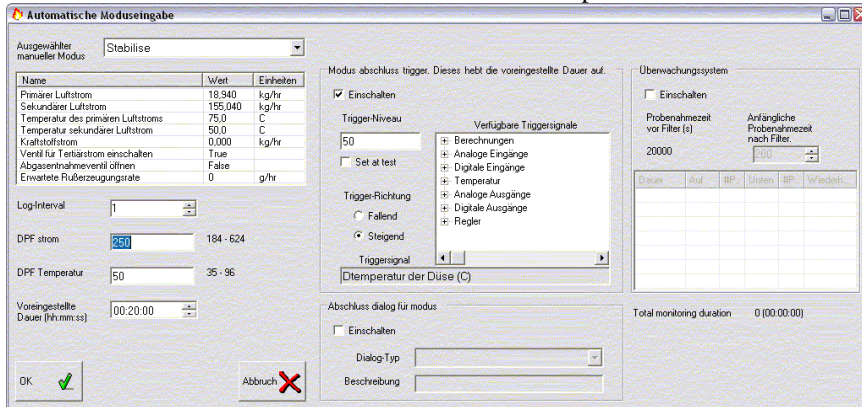 Automatische Moduseingabe
Ausgewählter manueller Modus
Stabilise
Name Wert Einheiten
Primärer Luftstrom 18,940 kg/hr
Sekundärer Luftstrom 155,040 kg/hr
Temperatur des primären Luftstroms 75,0 C
Temperatur sekundärer Luftstrom 50,0 C
Kraftstoffstrom 0,000 kg/hr
Ventil für Tertiärstrom einschalten True
Abgasentnahmeventil öffnen False
Erwartete Rußerzeugungsrate 0 g/hr
Log-Interval 1
DPF strom 250 184 - 624
DPF Temperatur 50 35 - 96
Voreingestellte Dauer (hh:mm:ss) 00:20:00
OK
Abbruch
Modus abschluss trigger. Dieses hebt die voreingestellte Dauer auf.
Einschalten
Trigger-Niveau
50
Set at test
Trigger-Richtung
Fallend
Steigend
Verfügbare Triggersignale
Berechnungen
Analoge Eingänge
Digitale Eingänge
Temperatur
Analoge Ausgänge
Digitale Ausgänge
Regler
Triggersignal
Dtemperatur der Düse (C)
Abschluss dialog für modus
Einschalten
Dialog-Typ
Beschreibung
Überwachungssystem
Einschalten
Probenahmezeit vor Filter (s)
20000
Anfängliche Probenahmezeit nach Filter.
200
Dauer Auf #P.. Unten #P.. Wiederh..
Total monitoring duration 0 (00:00:00)